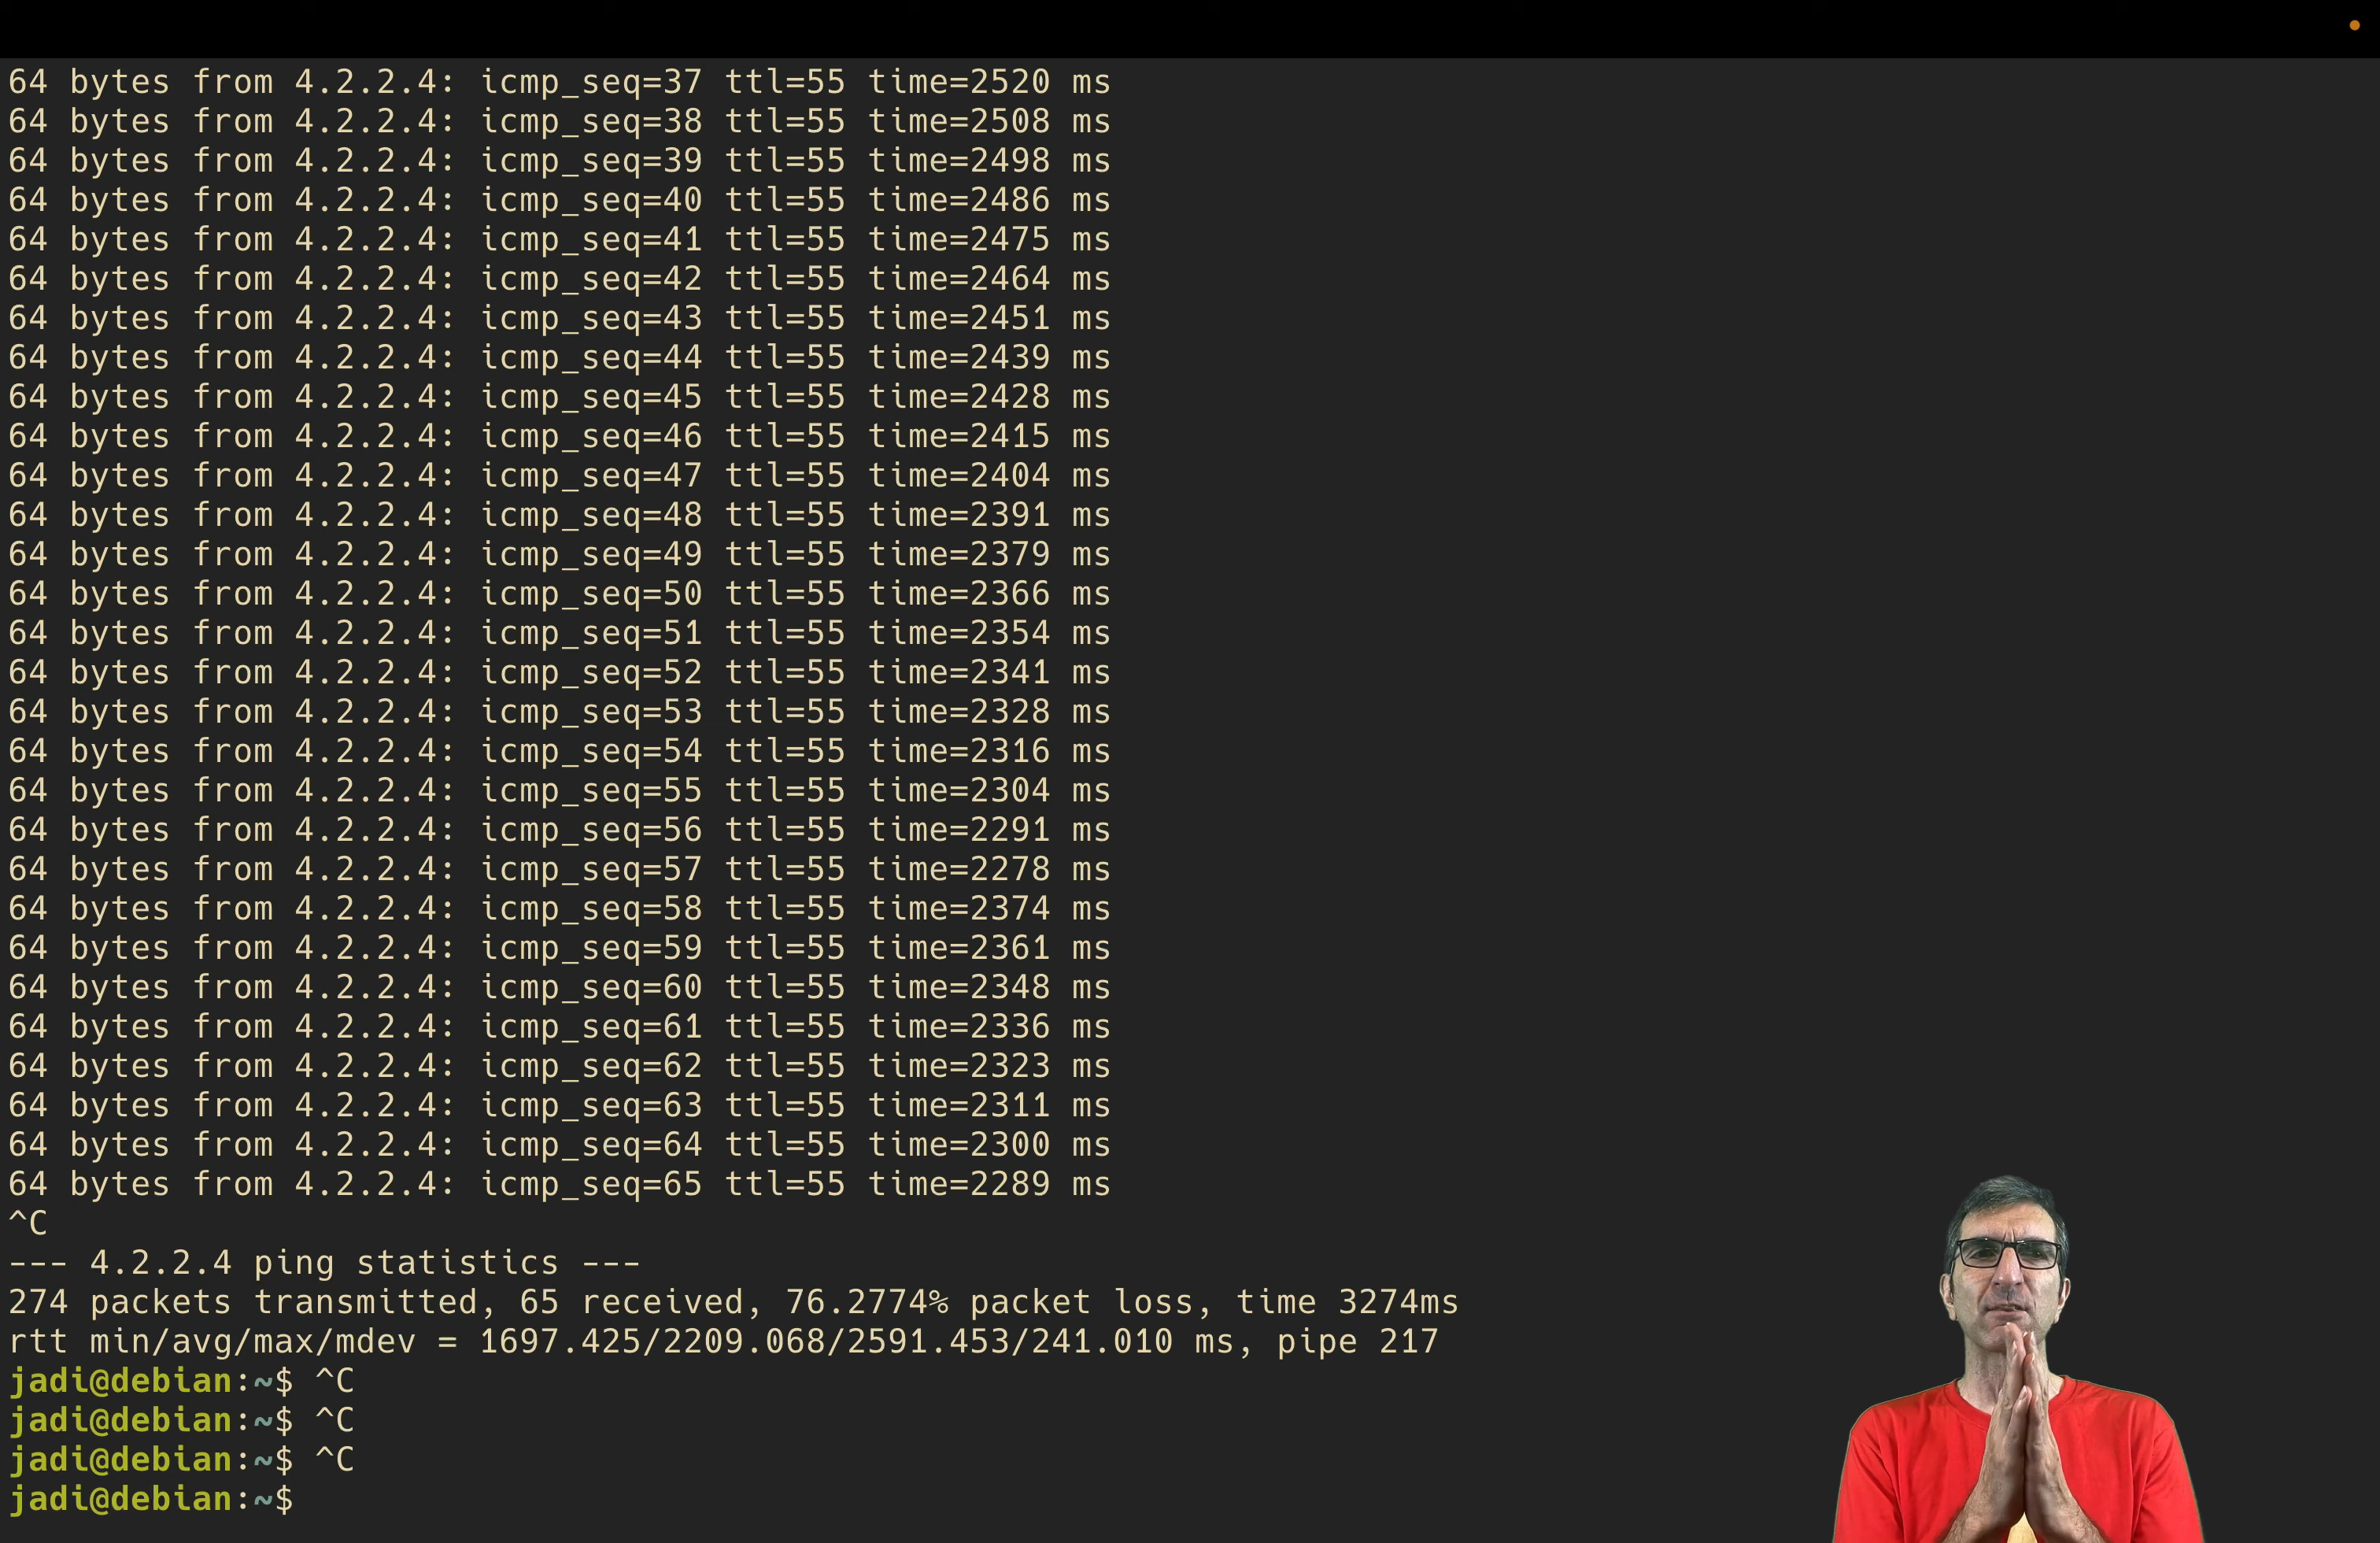 64 bytes from 4.2.2.4: icmp_seq=37 ttl=55 time=2520 ms
64 bytes from 4.2.2.4: icmp_seq=38 ttl=55 time=2508 ms
64 bytes from 4.2.2.4: icmp_seq=39 ttl=55 time=2498 ms
64 bytes from 4.2.2.4: icmp_seq=40 ttl=55 time=2486 ms
64 bytes from 4.2.2.4: icmp_seq=41 ttl=55 time=2475 ms
64 bytes from 4.2.2.4: icmp_seq=42 ttl=55 time=2464 ms
64 bytes from 4.2.2.4: icmp_seq=43 ttl=55 time=2451 ms
64 bytes from 4.2.2.4: icmp_seq=44 ttl=55 time=2439 ms
64 bytes from 4.2.2.4: icmp_seq=45 ttl=55 time=2428 ms
64 bytes from 4.2.2.4: icmp_seq=46 ttl=55 time=2415 ms
64 bytes from 4.2.2.4: icmp_seq=47 ttl=55 time=2404 ms
64 bytes from 4.2.2.4: icmp_seq=48 ttl=55 time=2391 ms
64 bytes from 4.2.2.4: icmp_seq=49 ttl=55 time=2379 ms
64 bytes from 4.2.2.4: icmp_seq=50 ttl=55 time=2366 ms
64 bytes from 4.2.2.4: icmp_seq=51 ttl=55 time=2354 ms
64 bytes from 4.2.2.4: icmp_seq=52 ttl=55 time=2341 ms
64 bytes from 4.2.2.4: icmp_seq=53 ttl=55 time=2328 ms
64 bytes from 4.2.2.4: icmp_seq=54 ttl=55 time=2316 ms
64 bytes from 4.2.2.4: icmp_seq=55 ttl=55 time=2304 ms
64 bytes from 4.2.2.4: icmp_seq=56 ttl=55 time=2291 ms
64 bytes from 4.2.2.4: icmp_seq=57 ttl=55 time=2278 ms
64 bytes from 4.2.2.4: icmp_seq=58 ttl=55 time=2374 ms
64 bytes from 4.2.2.4: icmp_seq=59 ttl=55 time=2361 ms
64 bytes from 4.2.2.4: icmp_seq=60 ttl=55 time=2348 ms
64 bytes from 4.2.2.4: icmp_seq=61 ttl=55 time=2336 ms
64 bytes from 4.2.2.4: icmp_seq=62 ttl=55 time=2323 ms
64 bytes from 4.2.2.4: icmp_seq=63 ttl=55 time=2311 ms
64 bytes from 4.2.2.4: icmp_seq=64 ttl=55 time=2300 ms
64 bytes from 4.2.2.4: icmp_seq=65 ttl=55 time=2289 ms
^C
--- 4.2.2.4 ping statistics ---
274 packets transmitted, 65 received, 76.2774% packet loss, time 3274ms
rtt min/avg/max/mdev = 1697.425/2209.068/2591.453/241.010 ms, pipe 217
jadi@debian:~$ ^C
jadi@debian:~$ ^C
jadi@debian:~$ ^C
jadi@debian:~$